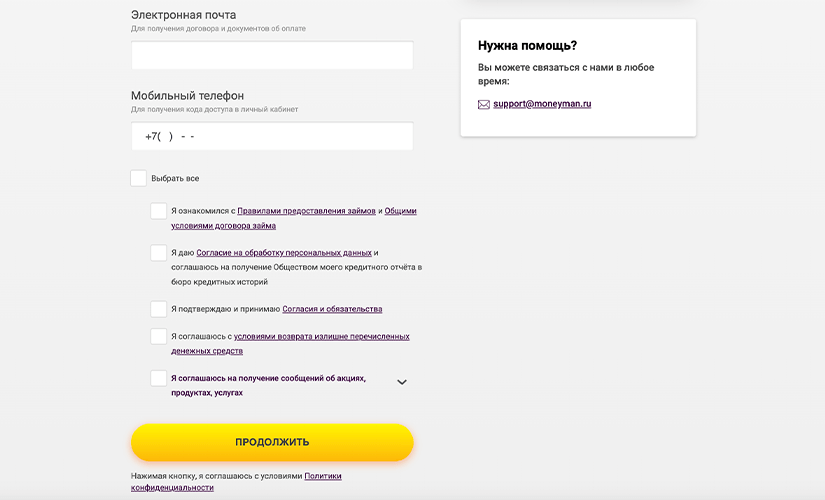 Электронная почта
Для получения договора и документов об оплате
Мобильный телефон
Для получения кода доступа в личный кабинет
+7( ) - -
Выбрать все
Я ознакомился с Правилами предоставления займов и Общими
условиями договора займа
Я даю Согласие на обработку персональных данных и
соглашаюсь на получение Обществом моего кредитного отчёта в
бюро кредитных историй
Я подтверждаю и принимаю Согласия и обязательства
Я соглашаюсь с условиями возврата излишне перечисленных
денежных средств
Я соглашаюсь на получение сообщений об акциях,
продуктах, услугах
ПРОДОЛЖИТЬ
Нажимая кнопку, я соглашаюсь с условиями Политики
конфиденциальности
Нужна помощь?
Вы можете связаться с нами в любое
время:
support@moneyman.ru